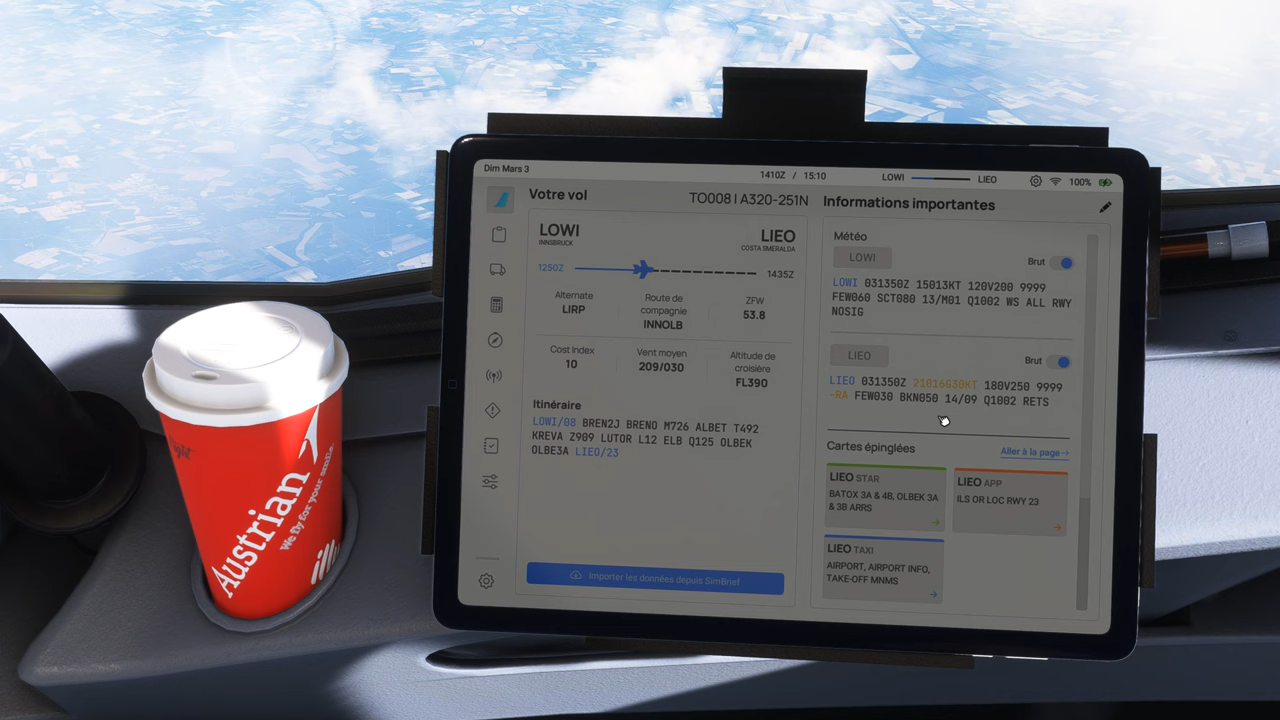 Dim Mars 3
1410Z / 15:10
LOWI
LIEO
100%
Votre vol
TO008 | A320-251N
LOWI
INNSBRUCK
LIEO
COSTA SMERALDA
1250Z
1435Z
Alternate
LIRP
Route de
compagnie
INNOLB
ZFW
53.8
Cost Index
10
Vent moyen
209/030
Altitude de
croisière
FL390
Itinéraire
LOWI/08 BREN2J BRENO M726 ALBET T492
KREVA Z909 LUTOR L12 ELB Q125 OLBEK
OLBE3A LIEO/23
Importer les données depuis SimBrief
Informations importantes
Météo
LOWI
Brut
LOWI 031350Z 15013KT 120V200 9999
FEW060 SCT080 13/M01 Q1002 WS ALL RWY
NOSIG
LIEO
Brut
LIEO 031350Z 21016G30KT 180V250 9999
-RA FEW030 BKN050 14/09 Q1002 RETS
Cartes épinglées
Aller à la page→
LIEO STAR
BATOX 3A & 4B, OLBEK 3A
& 3B ARRS
LIEO APP
ILS OR LOC RWY 23
LIEO TAXI
AIRPORT, AIRPORT INFO,
TAKE-OFF MNMS
Austrian
We fly for your smile.